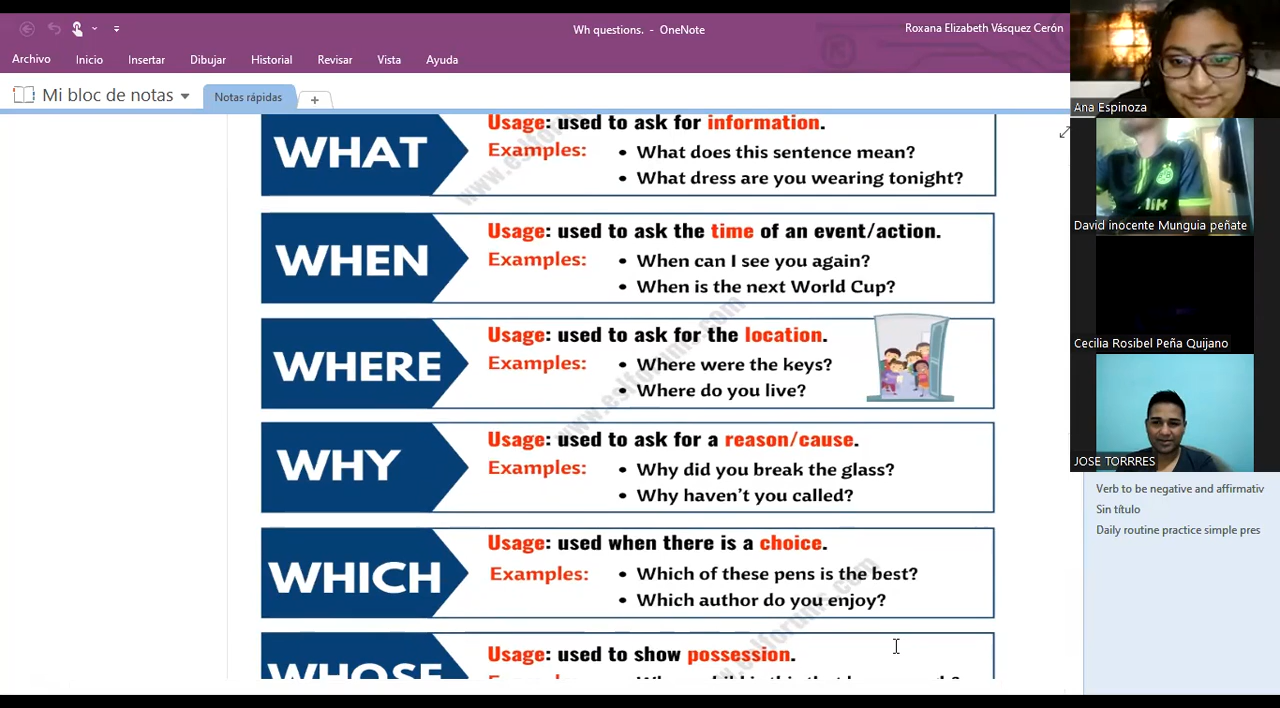 Wh questions. - OneNote
Roxana Elizabeth Vásquez Cerón
Archivo Inicio Insertar Dibujar Historial Revisar Vista Ayuda
Mi bloc de notas
Notas rápidas
Ana Espinoza
WHAT
Usage: used to ask for information.
Examples:
• What does this sentence mean?
• What dress are you wearing tonight?
David inocente Munguia peñate
WHEN
Usage: used to ask the time of an event/action.
Examples:
• When can I see you again?
• When is the next World Cup?
WHERE
Usage: used to ask for the location.
Examples:
• Where were the keys?
• Where do you live?
Cecilia Rosibel Peña Quijano
WHY
Usage: used to ask for a reason/cause.
Examples:
• Why did you break the glass?
• Why haven't you called?
JOSE TORRRES
Verb to be negative and affirmativ
Sin título
Daily routine practice simple pres
WHICH
Usage: used when there is a choice.
Examples:
• Which of these pens is the best?
• Which author do you enjoy?
WHOSE
Usage: used to show possession.
www.eslforums.com